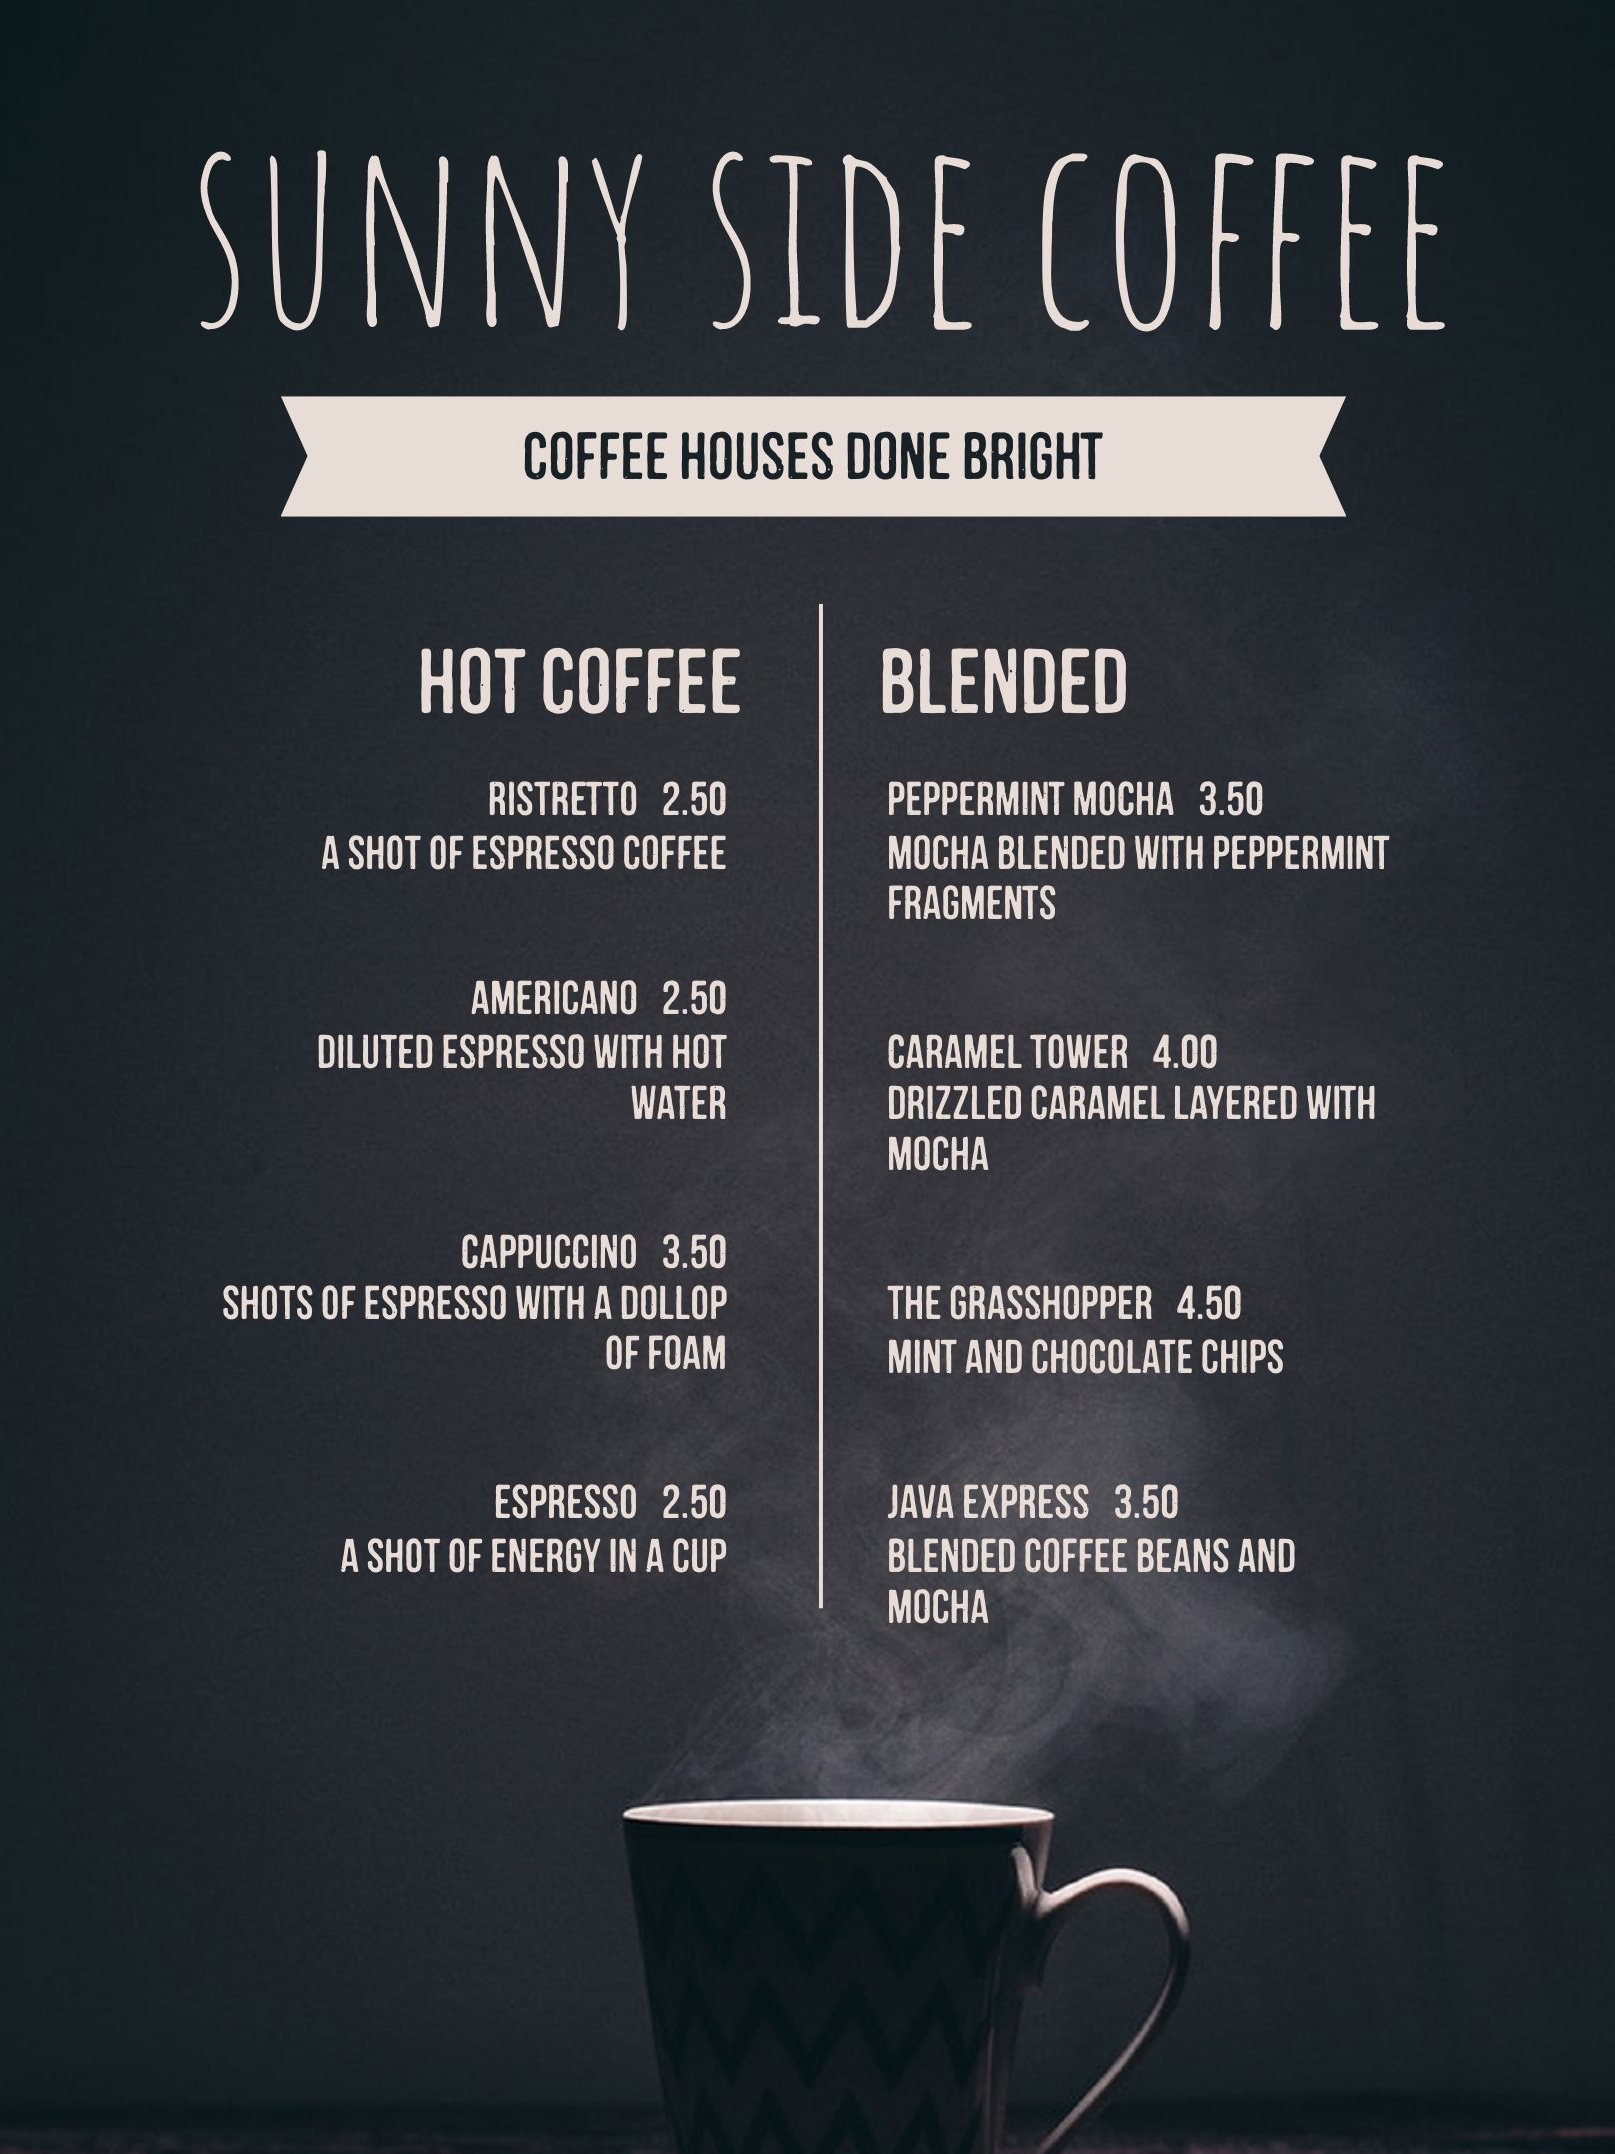 SUNNY SIDE COFFEE
COFFEE HOUSES DONE BRIGHT
HOT COFFEE
RISTRETTO 2.50
A SHOT OF ESPRESSO COFFEE
AMERICANO 2.50
DILUTED ESPRESSO WITH HOT
WATER
CAPPUCCINO 3.50
SHOTS OF ESPRESSO WITH A DOLLOP
OF FOAM
ESPRESSO 2.50
A SHOT OF ENERGY IN A CUP
BLENDED
PEPPERMINT MOCHA 3.50
MOCHA BLENDED WITH PEPPERMINT
FRAGMENTS
CARAMEL TOWER 4.00
DRIZZLED CARAMEL LAYERED WITH
MOCHA
THE GRASSHOPPER 4.50
MINT AND CHOCOLATE CHIPS
JAVA EXPRESS 3.50
BLENDED COFFEE BEANS AND
MOCHA